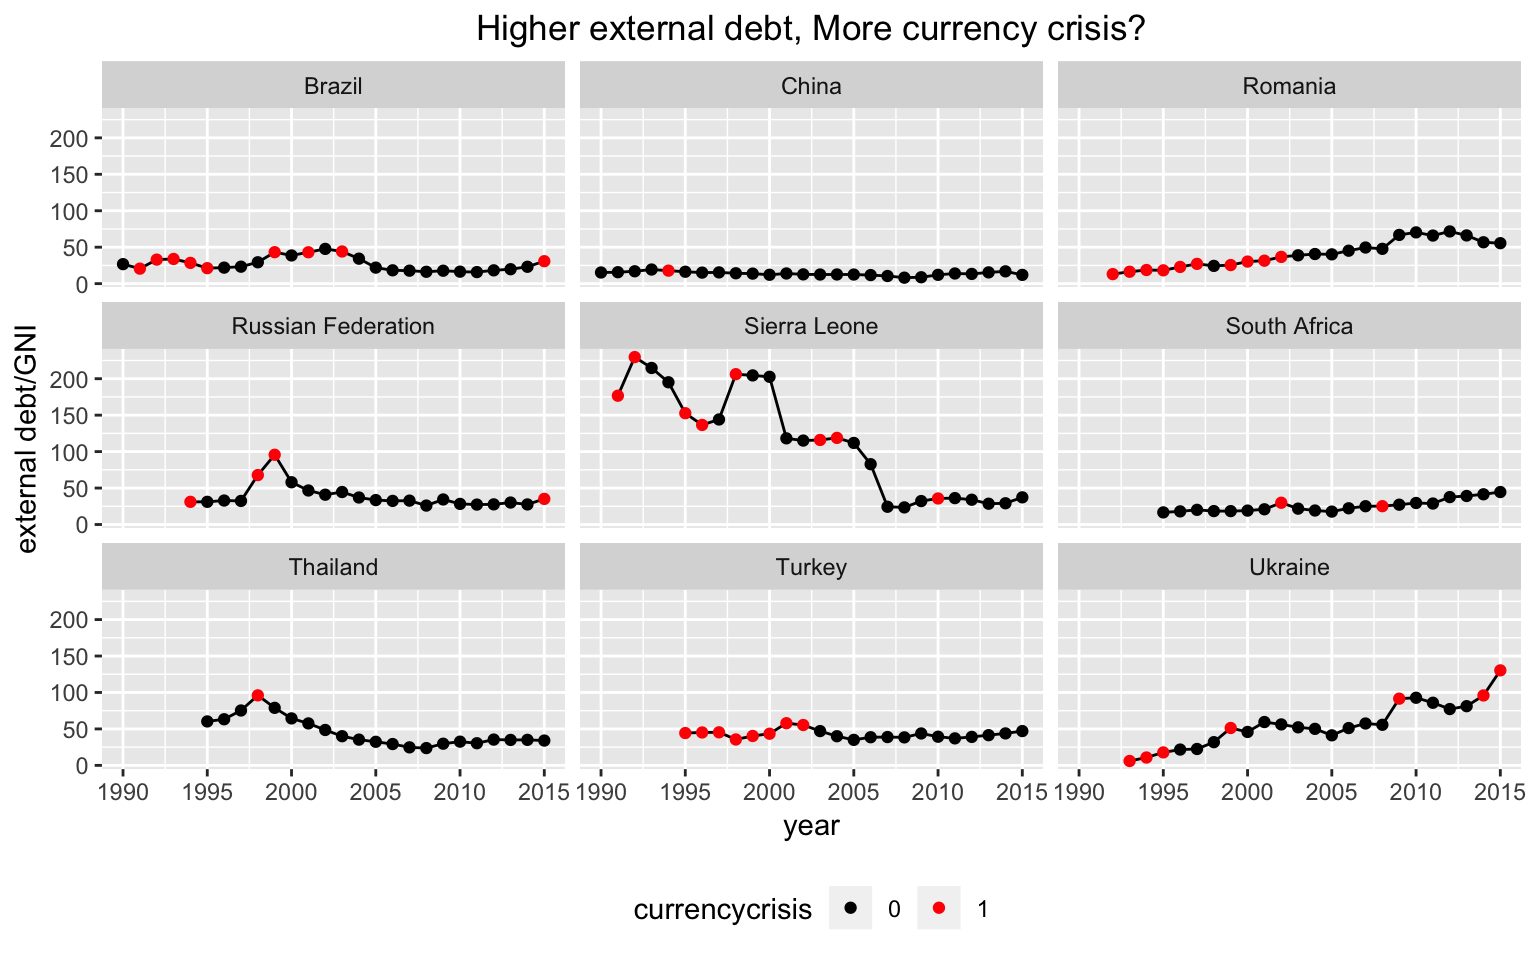 Higher external debt, More currency crisis?
Brazil
China
Romania
200
150
100
50
0
Russian Federation
Sierra Leone
South Africa
200
150
100
50
0
external debt/GNI
Thailand
Turkey
Ukraine
200
150
100
50
0
1990 1995 2000 2005 2010 2015 1990 1995 2000 2005 2010 2015 1990 1995 2000 2005 2010 2015
year
currencycrisis 0 1